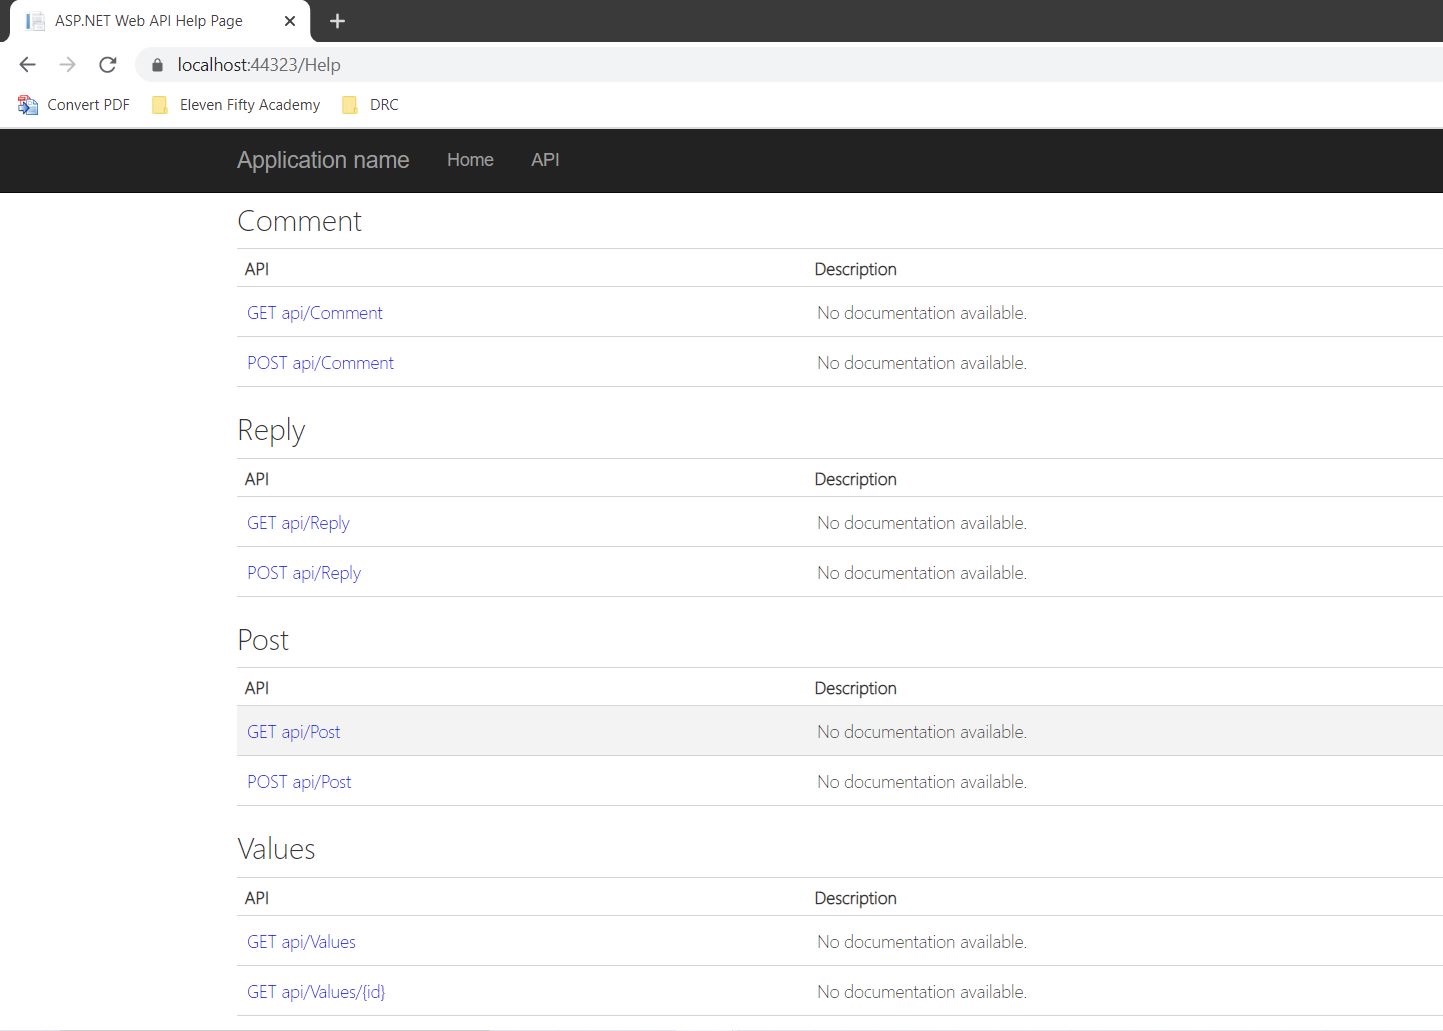 ASP.NET Web API Help Page
localhost:44323/Help
Convert PDF Eleven Fifty Academy DRC
Application name Home API
Comment
API Description
GET api/Comment No documentation available.
POST api/Comment No documentation available.
Reply
API Description
GET api/Reply No documentation available.
POST api/Reply No documentation available.
Post
API Description
GET api/Post No documentation available.
POST api/Post No documentation available.
Values
API Description
GET api/Values No documentation available.
GET api/Values/{id} No documentation available.